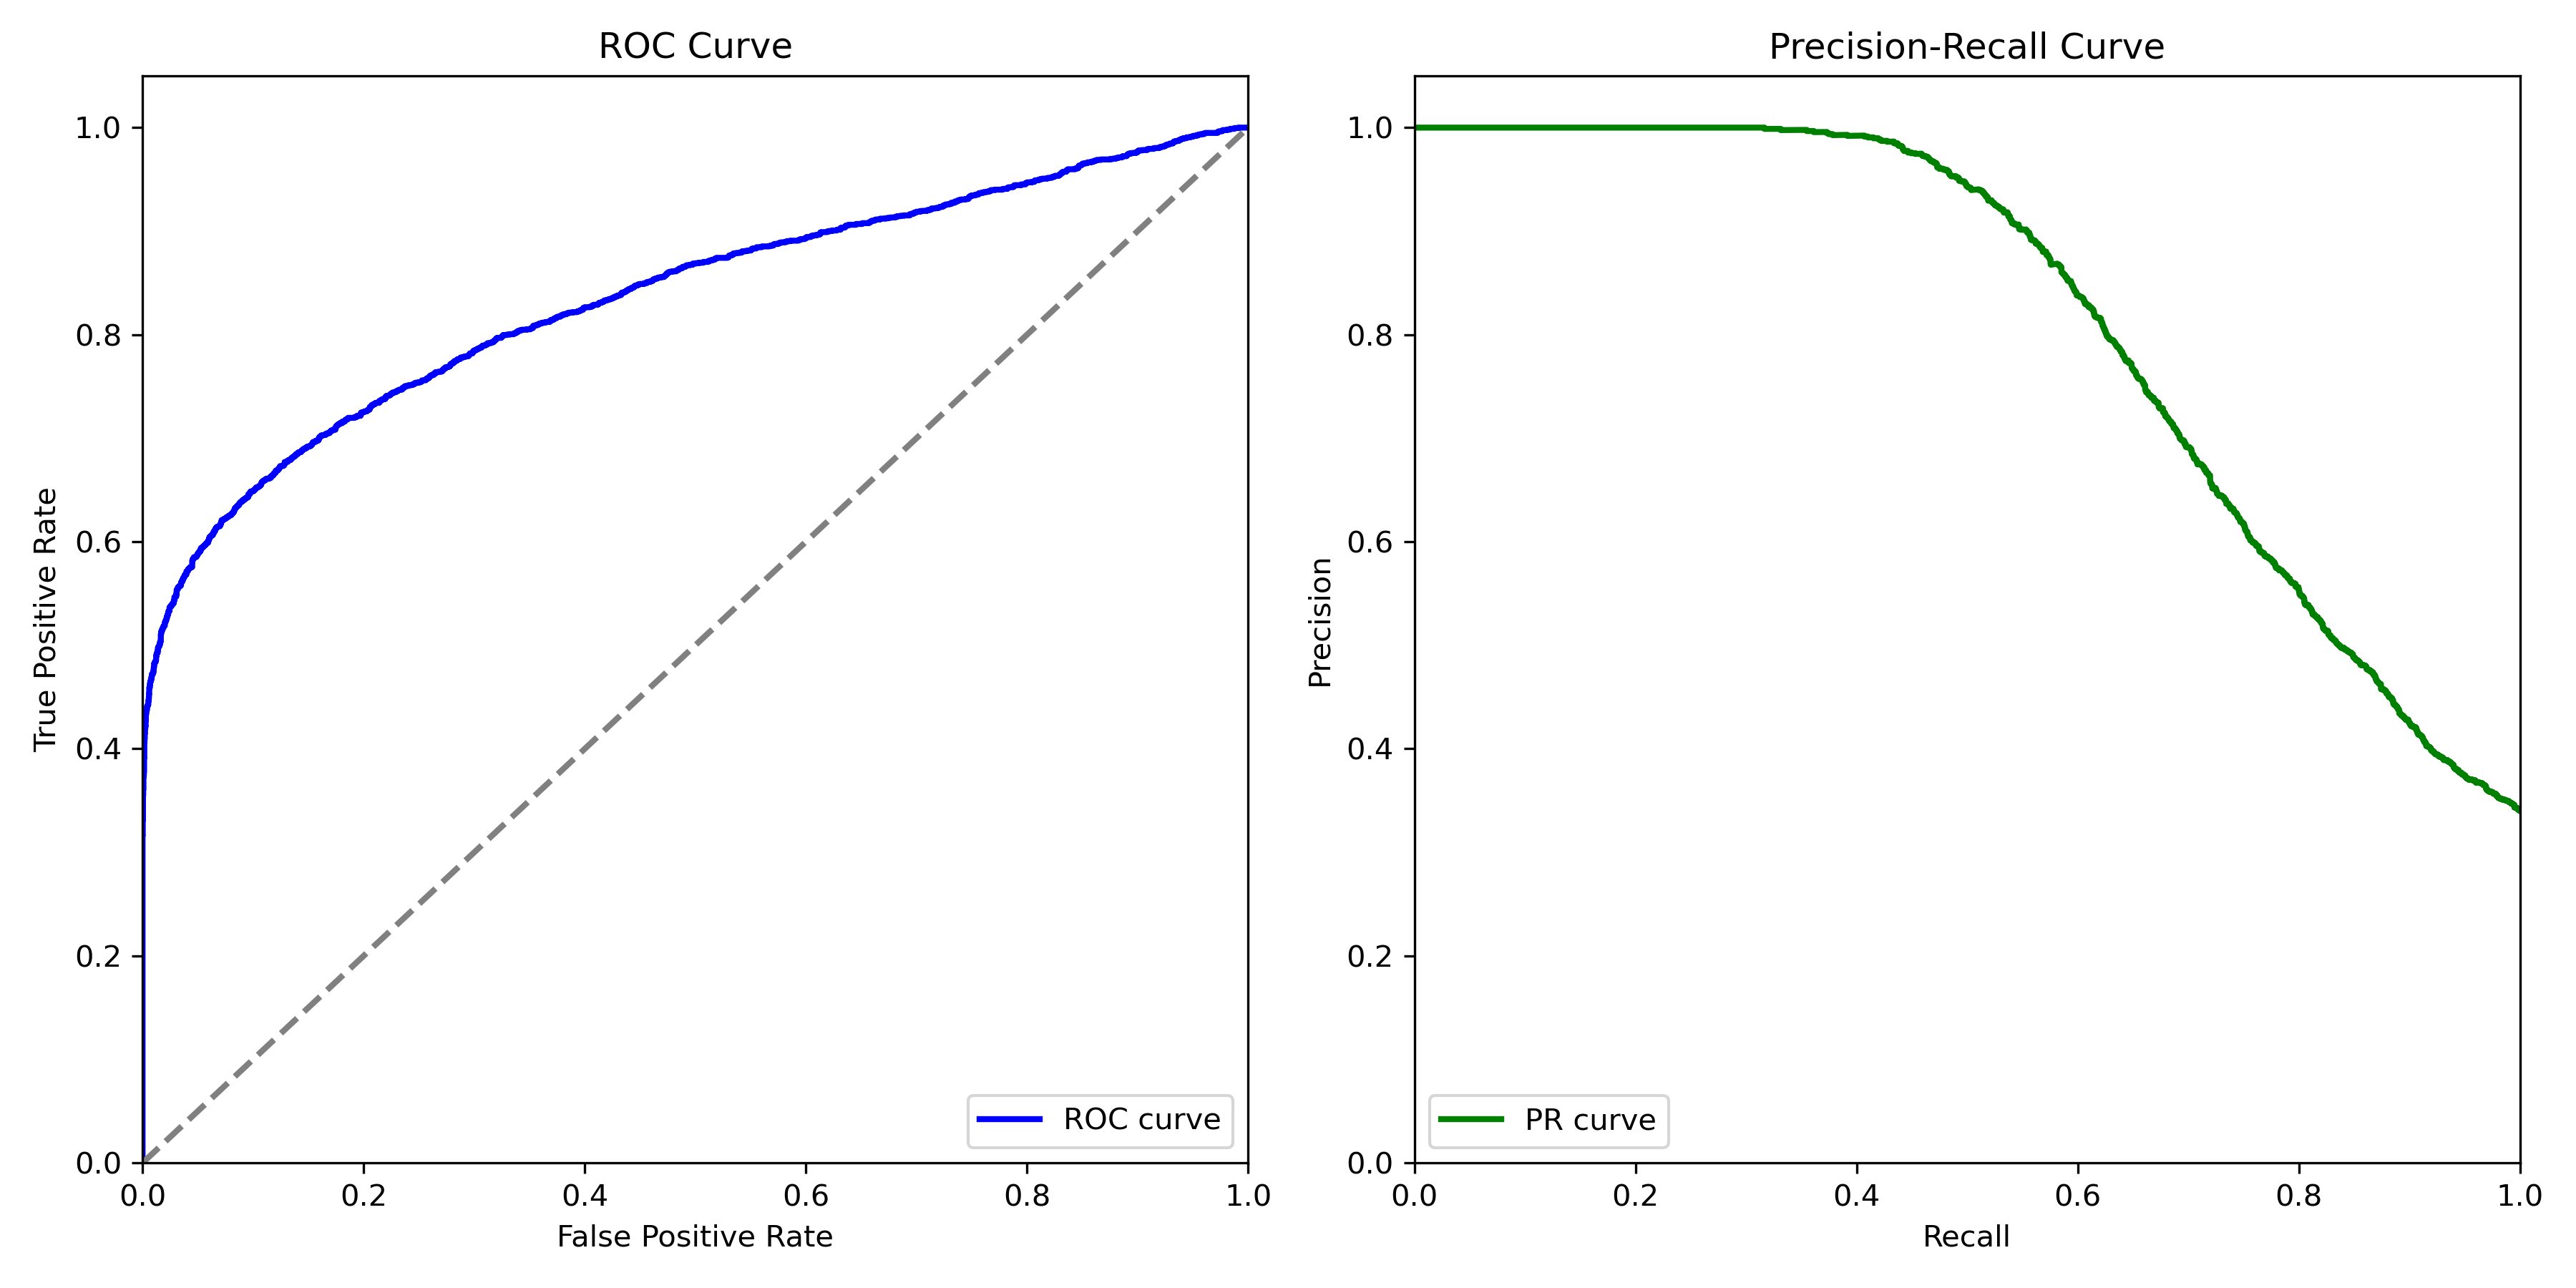 ROC Curve
True Positive Rate
1.0
0.8
0.6
0.4
0.2
0.0
0.0 0.2 0.4 0.6 0.8 1.0
False Positive Rate
ROC curve
Precision-Recall Curve
Precision
1.0
0.8
0.6
0.4
0.2
0.0
0.0 0.2 0.4 0.6 0.8 1.0
Recall
PR curve